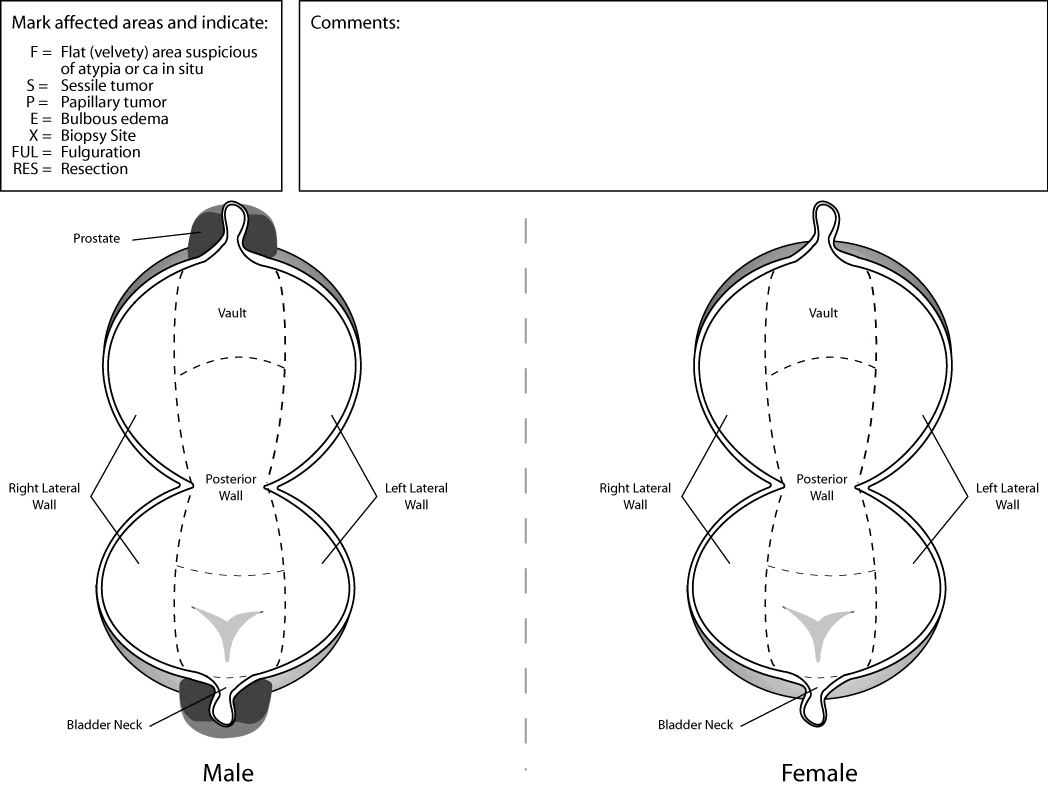 Mark affected areas and indicate:
F = Flat (velvety) area suspicious
of atypia or ca in situ
S = Sessile tumor
P = Papillary tumor
E = Bulbous edema
X = Biopsy Site
FUL = Fulguration
RES = Resection
Comments:
Prostate
Vault
Right Lateral
Wall
Posterior
Wall
Left Lateral
Wall
Bladder Neck
Male
Vault
Right Lateral
Wall
Posterior
Wall
Left Lateral
Wall
Bladder Neck
Female